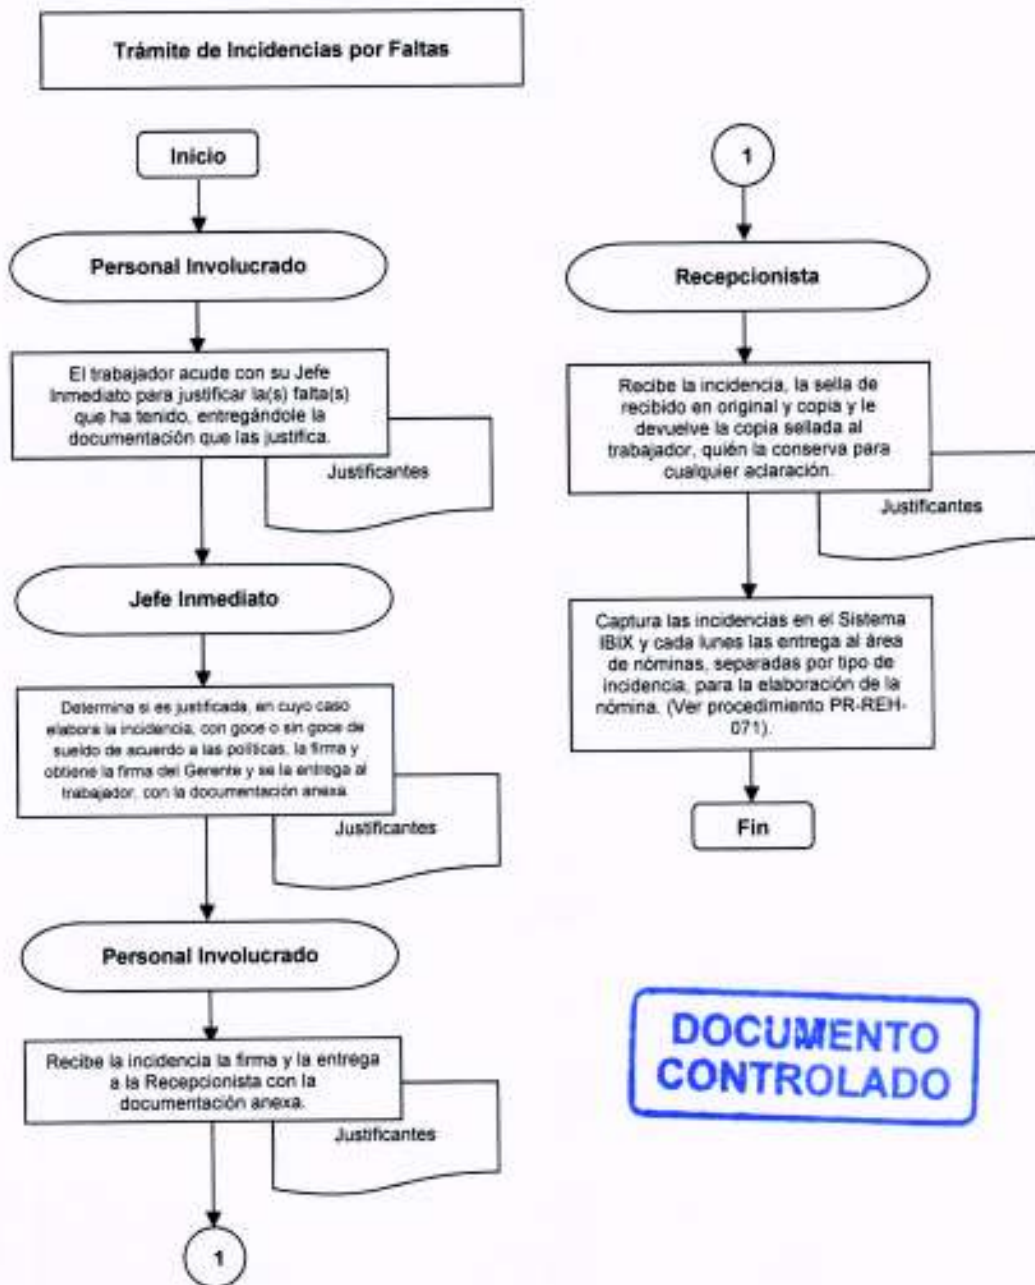 Trámite de Incidencias por Faltas
Inicio
Personal Involucrado
El trabajador acude con su Jefe
Inmediato para justificar la(s) falta(s)
que ha tenido, entregándole la
documentación que las justifica.
Justificantes
Jefe Inmediato
Determina si es justificada, en cuyo caso
elabora la incidencia, con goce o sin goce de
sueldo de acuerdo a las políticas, la firma y
obtiene la firma del Gerente y se la entrega al
trabajador, con la documentación anexa
Justificantes
Personal Involucrado
Recibe la incidencia la firma y la entrega
a la Recepcionista con la
documentación anexa.
Justificantes
1
1
Recepcionista
Recibe la incidencia, la sella de
recibido en original y copia y le
devuelve la copia sellada al
trabajador, quién la conserva para
cualquier aclaración.
Justificantes
Captura las incidencias en el Sistema
IBIX y cada lunes las entrega al área
de nóminas, separadas por tipo de
incidencia, para la elaboración de la
nómina. (Ver procedimiento PR-REH-
071).
Fin
DOCUMENTO
CONTROLADO